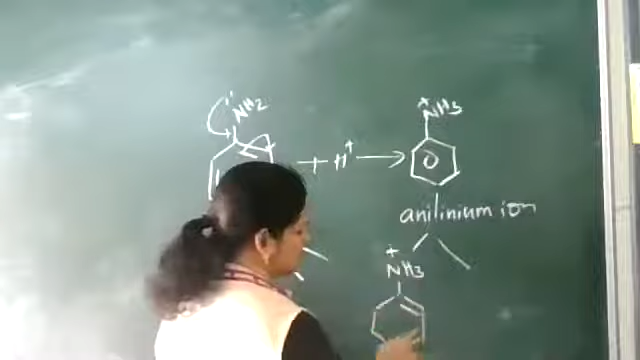 NH2
+ H+ → +NH3
anilinium ion
+
NH3